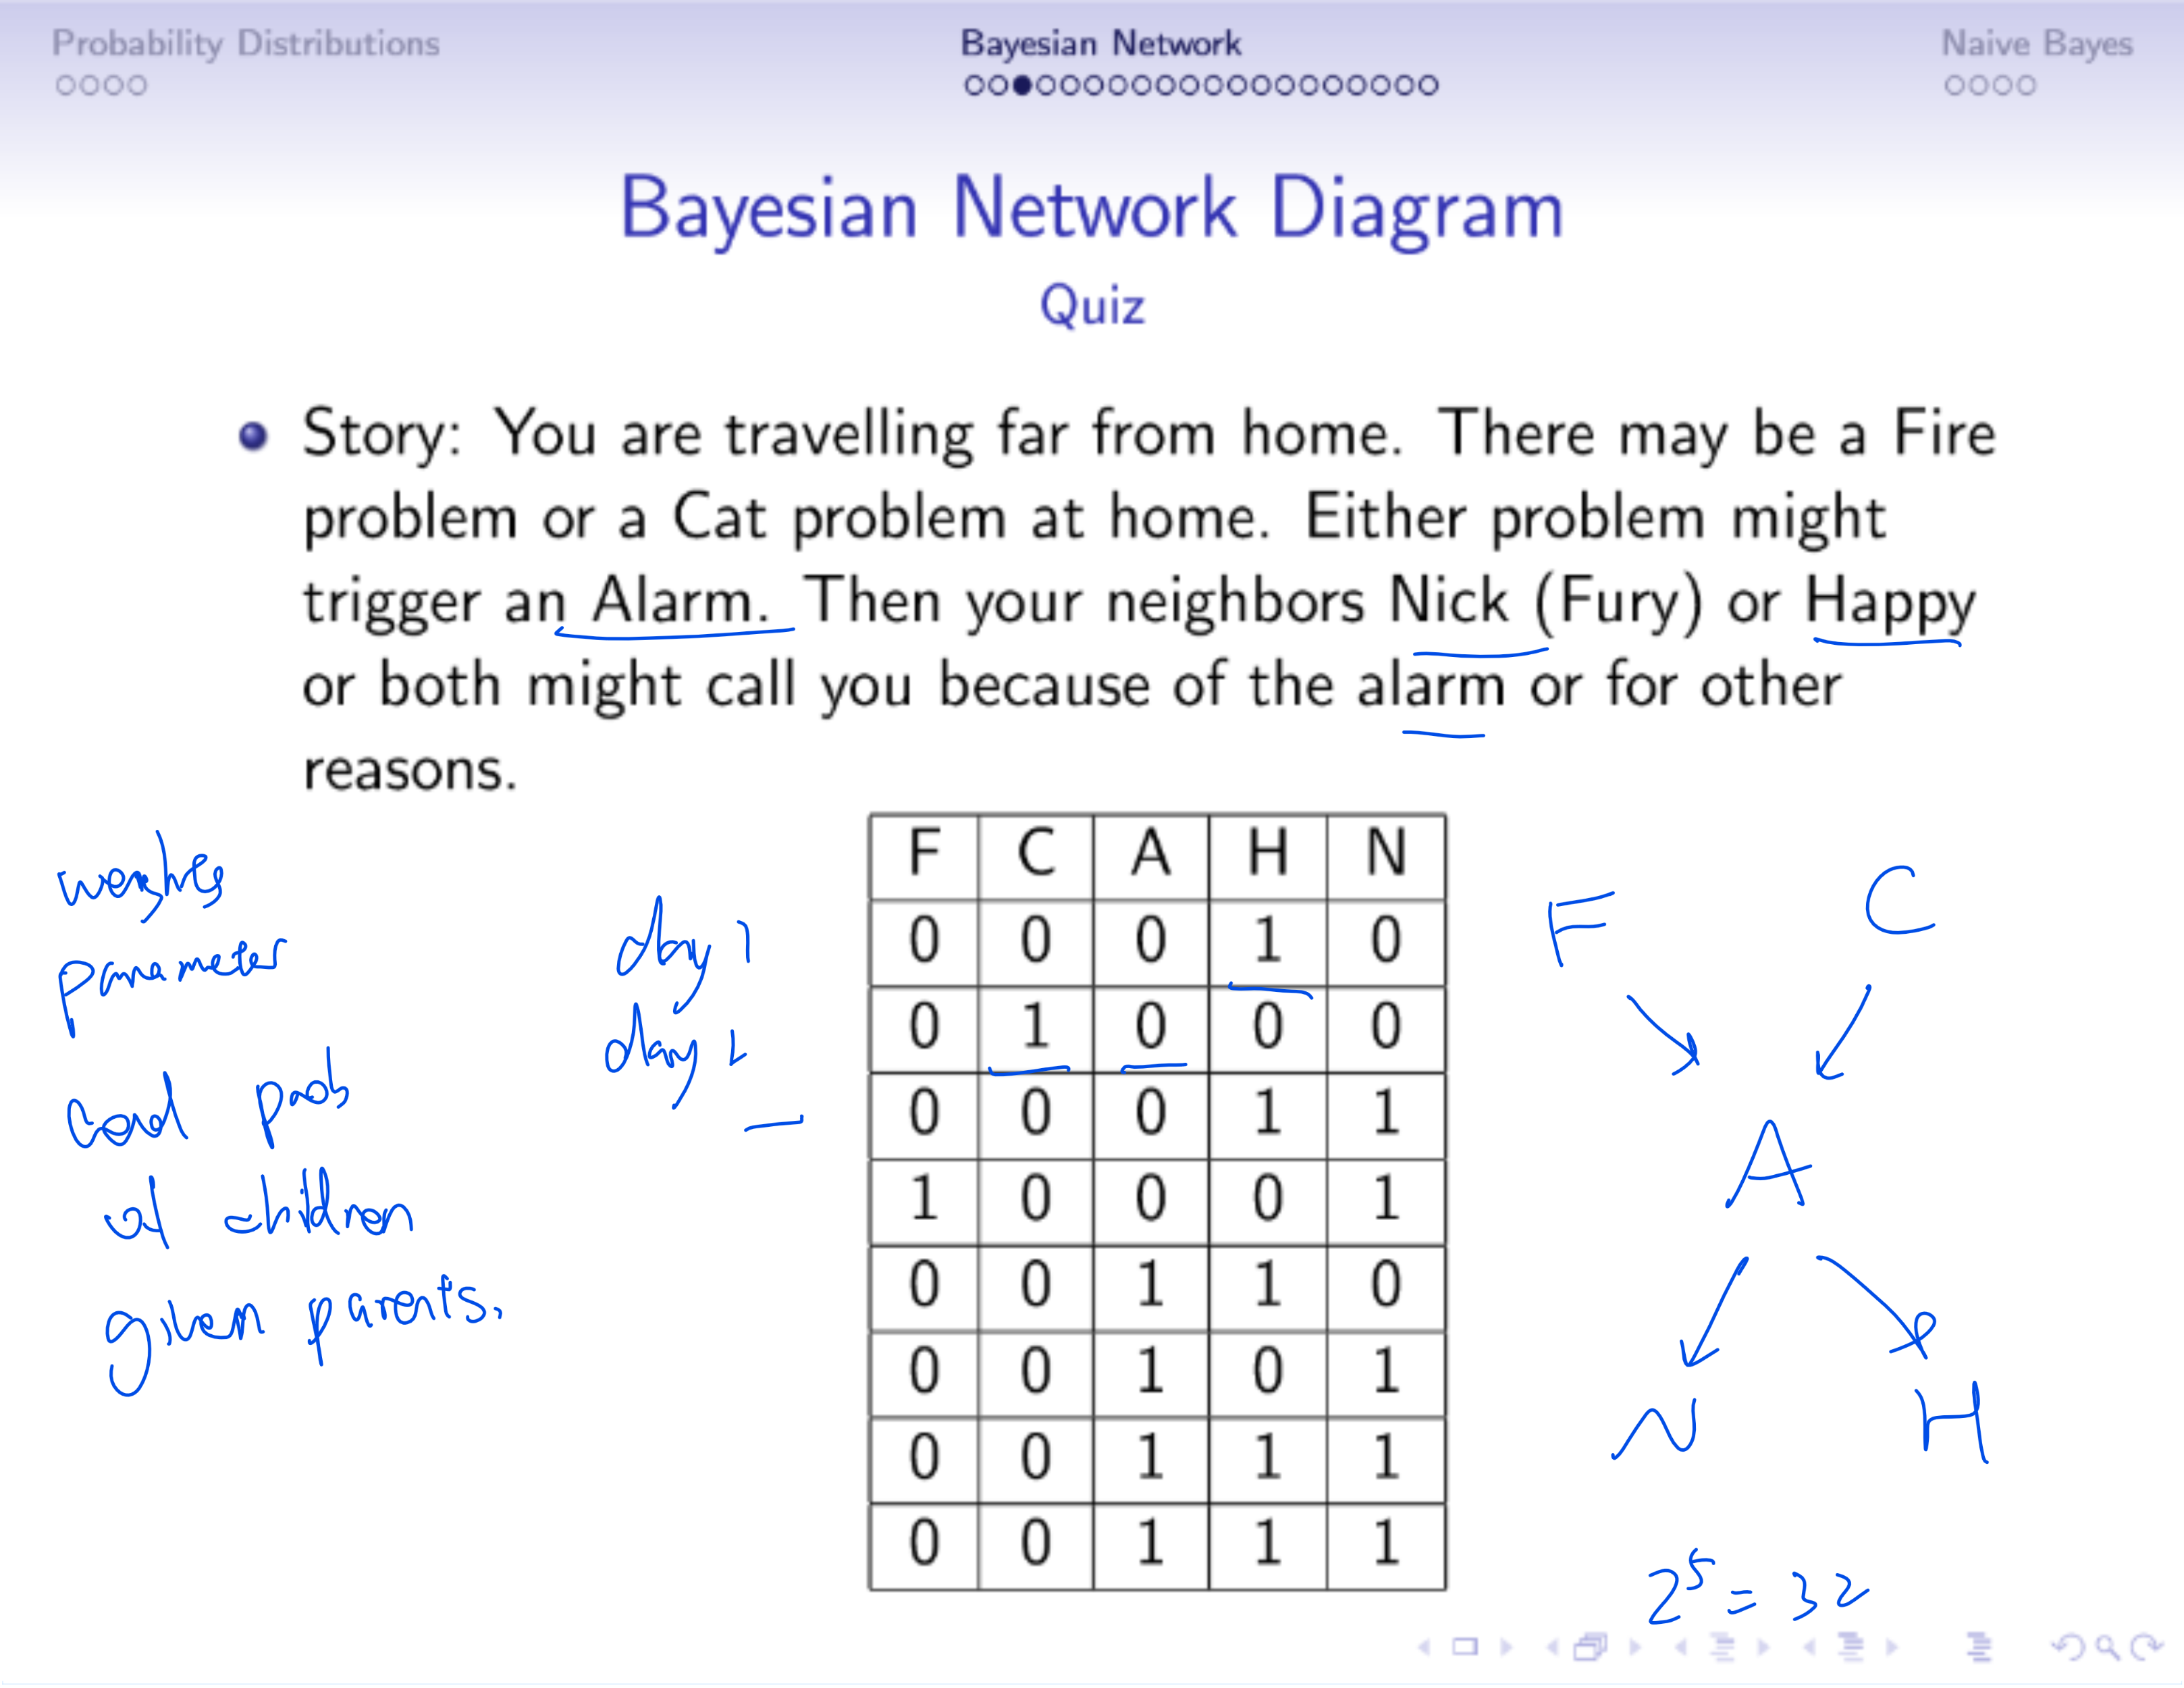 Probability Distributions
Bayesian Network
Naive Bayes
Bayesian Network Diagram
Quiz
Story: You are travelling far from home. There may be a Fire
problem or a Cat problem at home. Either problem might
trigger an Alarm. Then your neighbors Nick (Fury) or Happy
or both might call you because of the alarm or for other
reasons.
weights
parameter
cond prob
of children
given parents.
day 1
day 2
F C A H N
0 0 0 1 0
0 1 0 0 0
0 0 0 1 1
1 0 0 0 1
0 0 1 1 0
0 0 1 0 1
0 0 1 1 1
0 0 1 1 1
F C
A
N H
2⁵ = 32